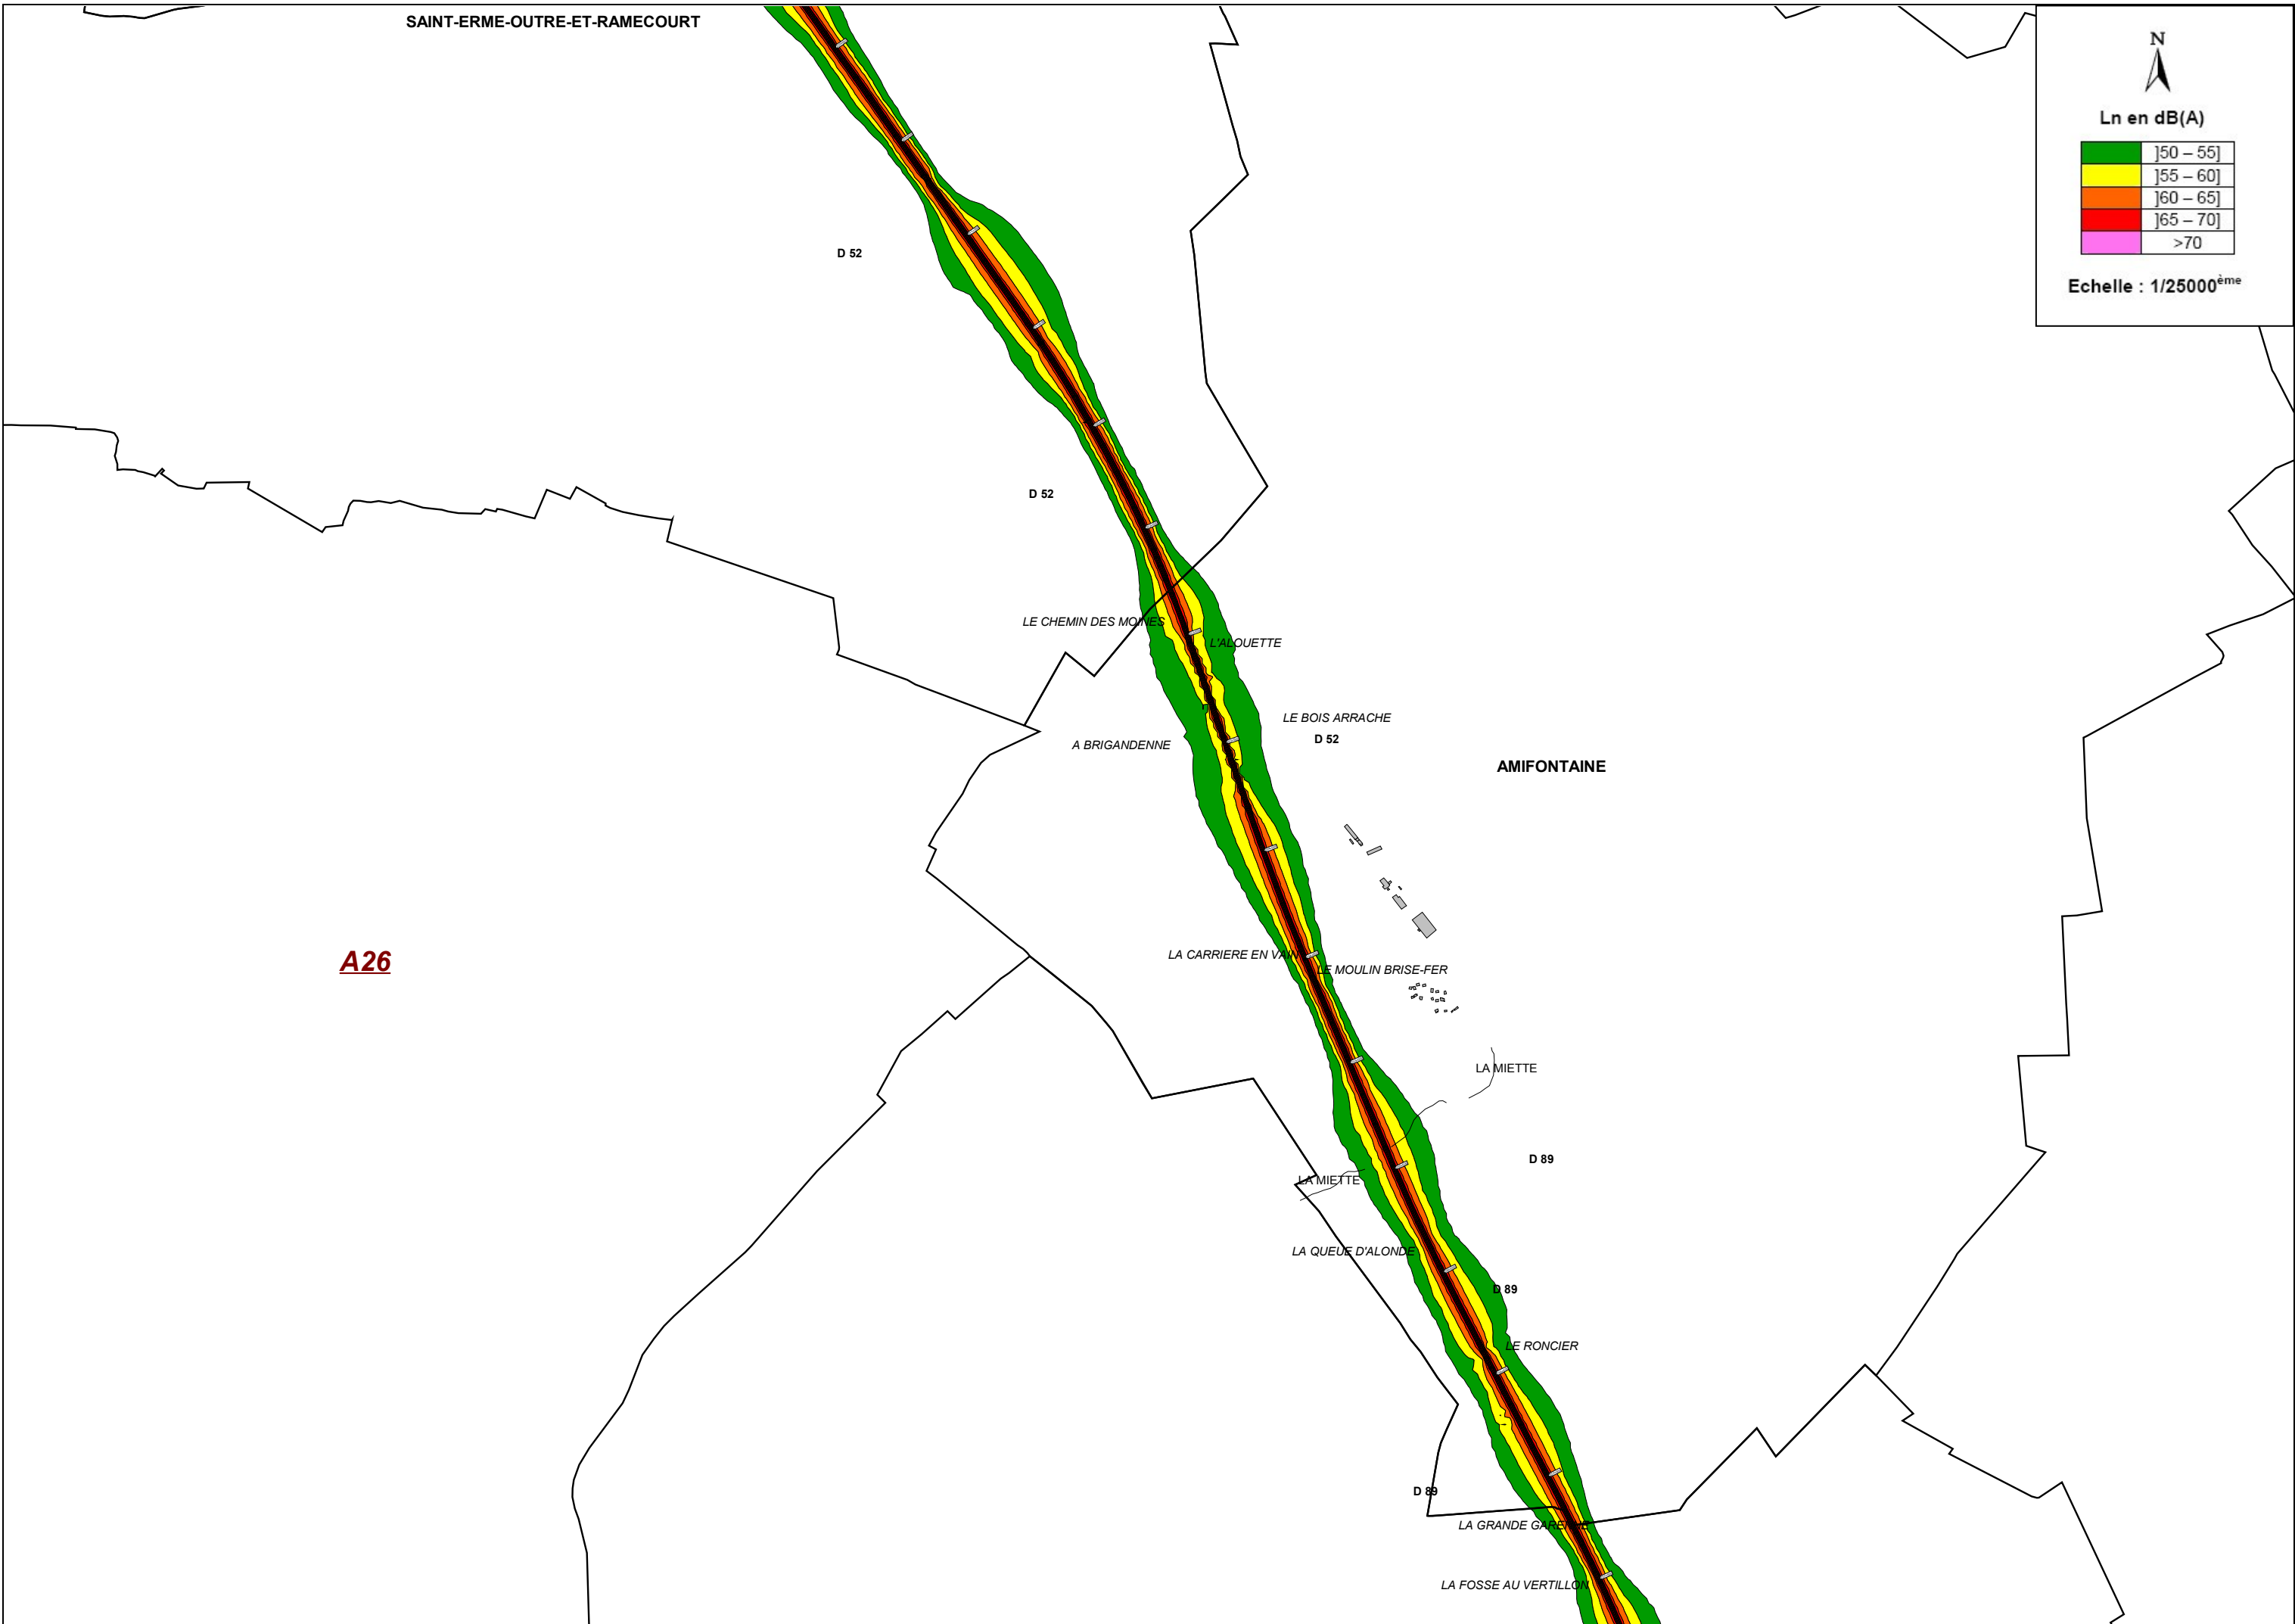 SAINT-ERME-OUTRE-ET-RAMECOURT
N
Ln en dB(A)
]50 – 55]
]55 – 60]
]60 – 65]
]65 – 70]
>70
Echelle : 1/25000ème
D 52
D 52
LE CHEMIN DES MOINES
L'ALOUETTE
LE BOIS ARRACHE
D 52
A BRIGANDENNE
AMIFONTAINE
A26
LA CARRIERE EN VAIN
LE MOULIN BRISE-FER
LA MIETTE
D 89
LA MIETTE
LA QUEUE D'ALONDE
D 89
LE RONCIER
D 89
LA GRANDE GARENNE
LA FOSSE AU VERTILLON